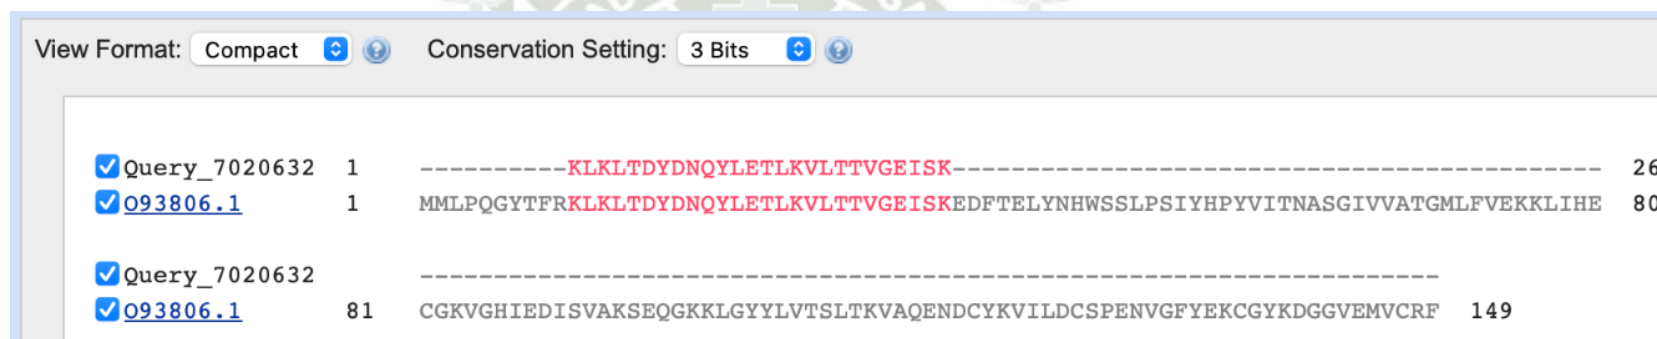 View Format: Compact ? Conservation Setting: 3 Bits ?
Query_7020632 1 ----------KLKLTDYDNQYLETLKVLTTVGEISK-------------------------------------------- 26
O93806.1 1 MMLPQGYTFRKLKLTDYDNQYLETLKVLTTVGEISKEDFTELYNHWSSLPSIYHPYVITNASGIVVATGMLFVEKKLIHE 80
Query_7020632 ---------------------------------------------------------------------
O93806.1 81 CGKVGHIEDISVAKSEQGKKLGYYLVTSLTKVAQENDCYKVILDCSPENVGFYEKCGYKDGGVEMVCRF 149